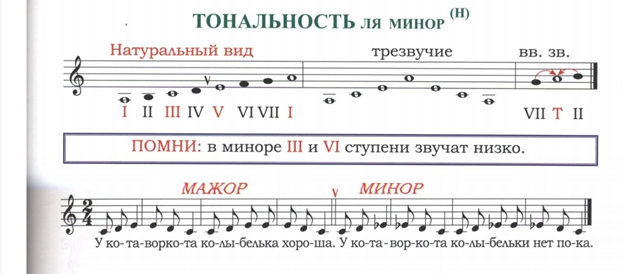 ТОНАЛЬНОСТЬ ЛЯ МИНОР (Н)
Натуральный вид трезвучие вв. зв.
I II III IV V VI VII I VII Т II
ПОМНИ: в миноре III и VI ступени звучат низко.
МАЖОР V МИНОР
2 4
У ко-та-ворко-та ко-лы-белька хоро-ша. У ко-та-вор-ко-та ко-лы-бельки нет по-ка.